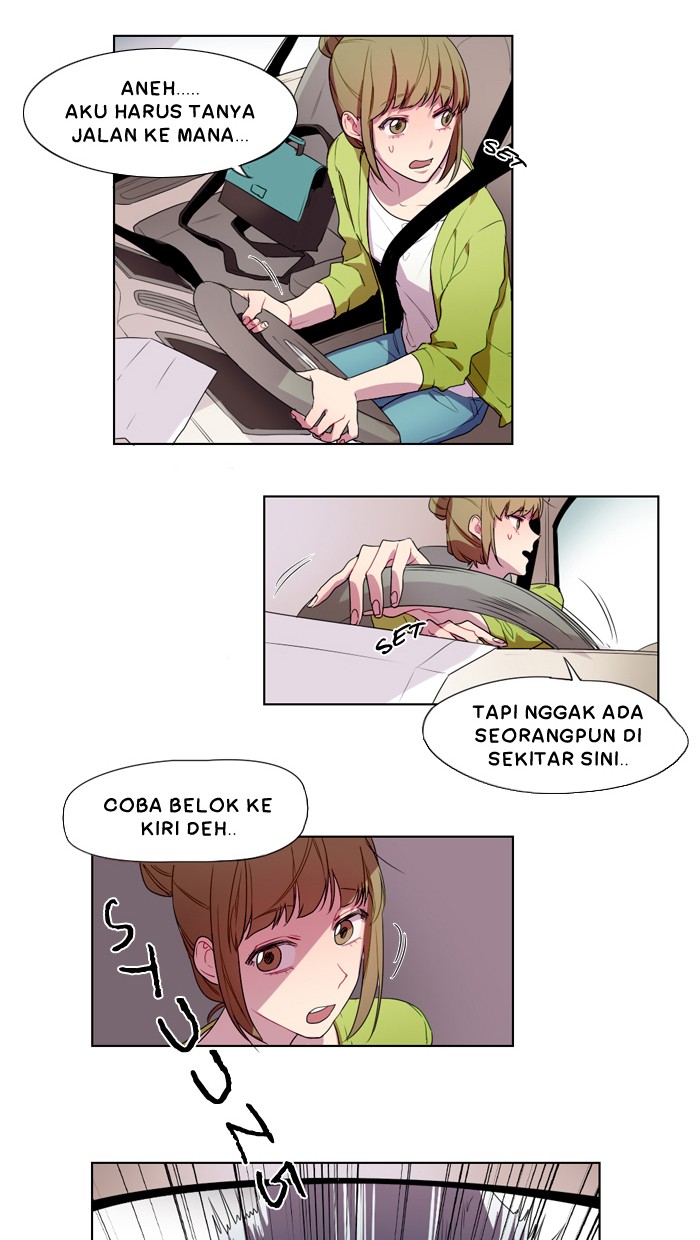 ANEH.....
AKU HARUS TANYA
JALAN KE MANA...
SET
SET
TAPI NGGAK ADA
SEORANGPUN DI
SEKITAR SINI..
COBA BELOK KE
KIRI DEH..
STUUNG